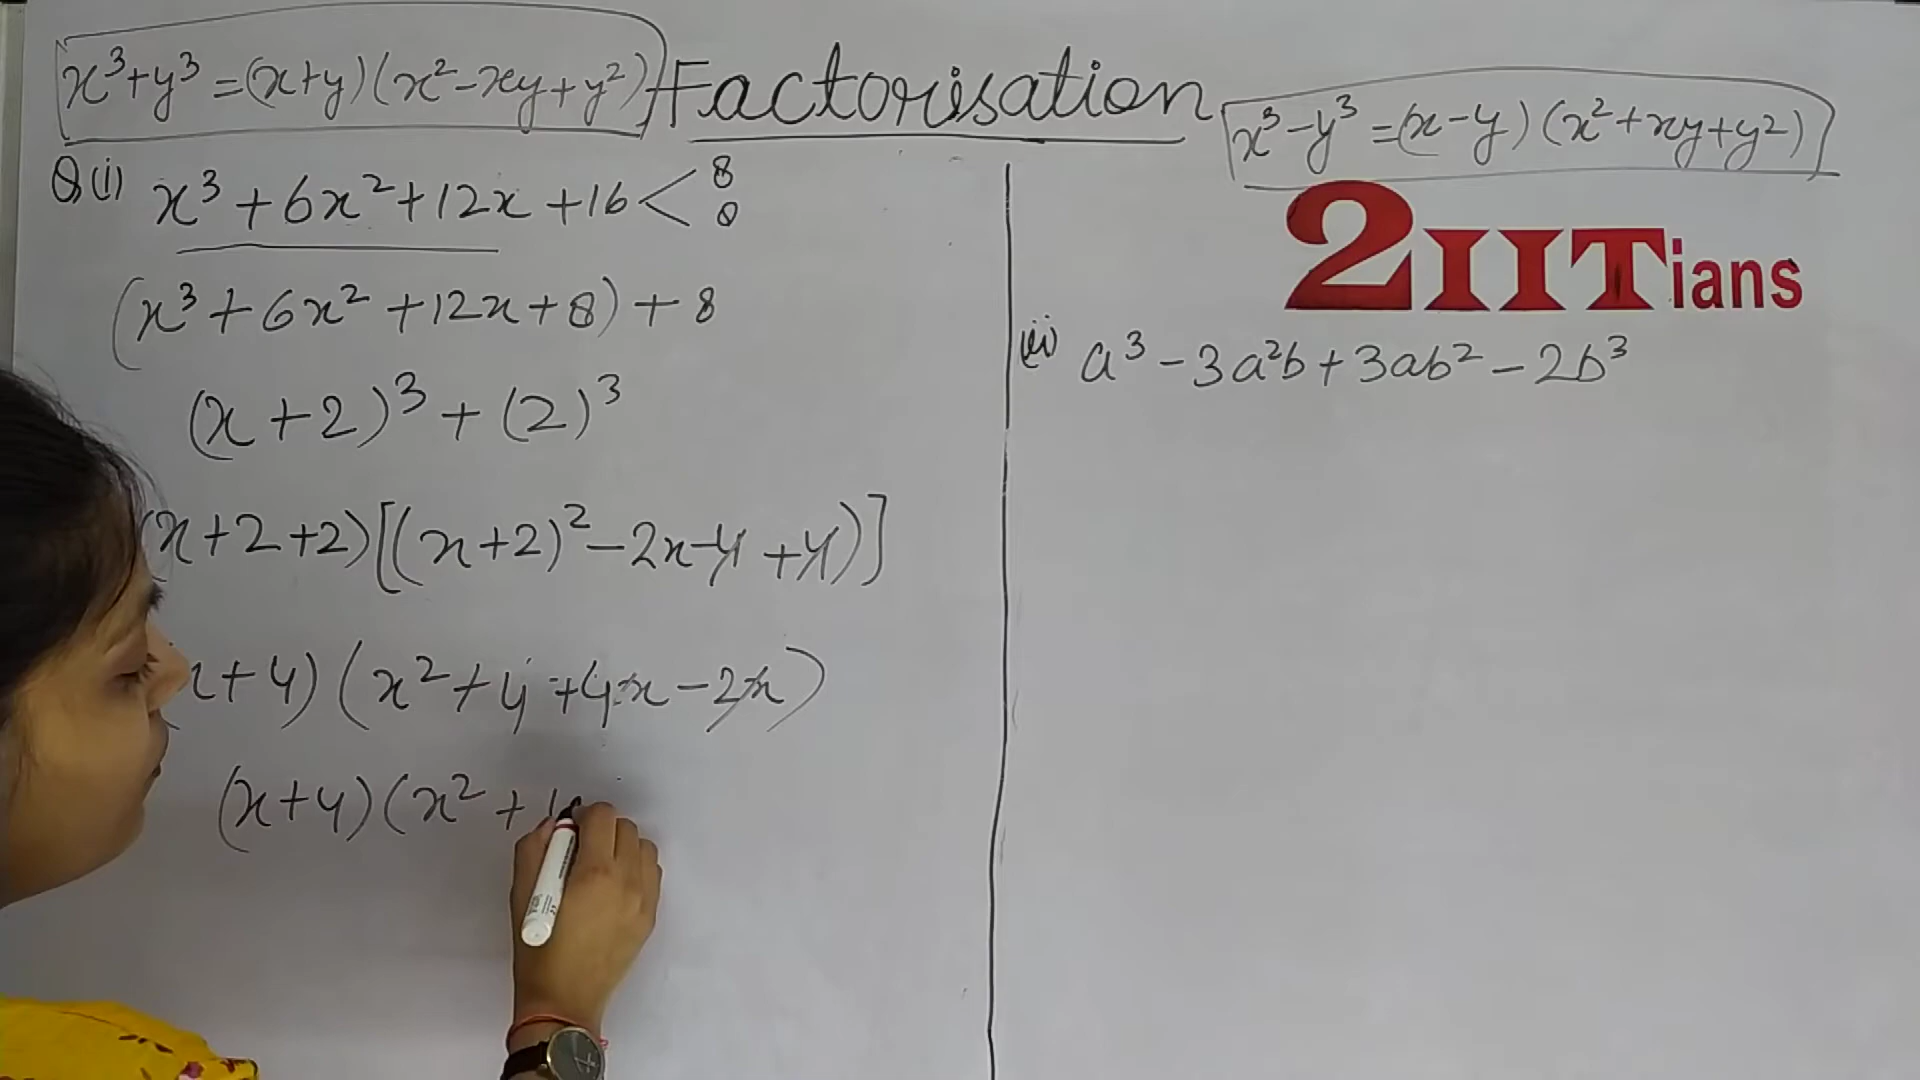 x³+y³=(x+y)(x²-xy+y²)
Factorisation
x³-y³=(x-y)(x²+xy+y²)
Q(i) x³+6x²+12x+16< 8 8
(x³+6x²+12x+8)+8
(x+2)³+(2)³
(x+2+2)[(x+2)²-2x-4+4)]
x+4)(x²+4+4x-2x)
(x+4)(x²+
2IITians
(ii) a³-3a²b+3ab²-2b³